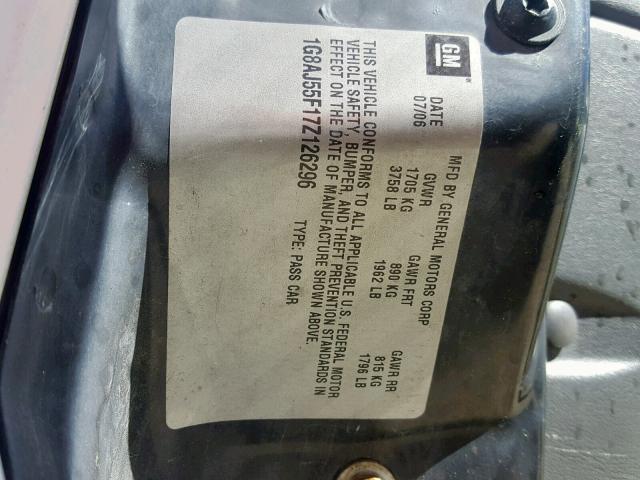 GM
MFD BY GENERAL MOTORS CORP
DATE GVWR GAWR FRT GAWR RR
07/06 1705 KG 890 KG 815 KG
3758 LB 1962 LB 1796 LB
THIS VEHICLE CONFORMS TO ALL APPLICABLE U.S. FEDERAL MOTOR
VEHICLE SAFETY, BUMPER, AND THEFT PREVENTION STANDARDS IN
EFFECT ON THE DATE OF MANUFACTURE SHOWN ABOVE.
1G8AJ55F17Z126296 TYPE: PASS CAR